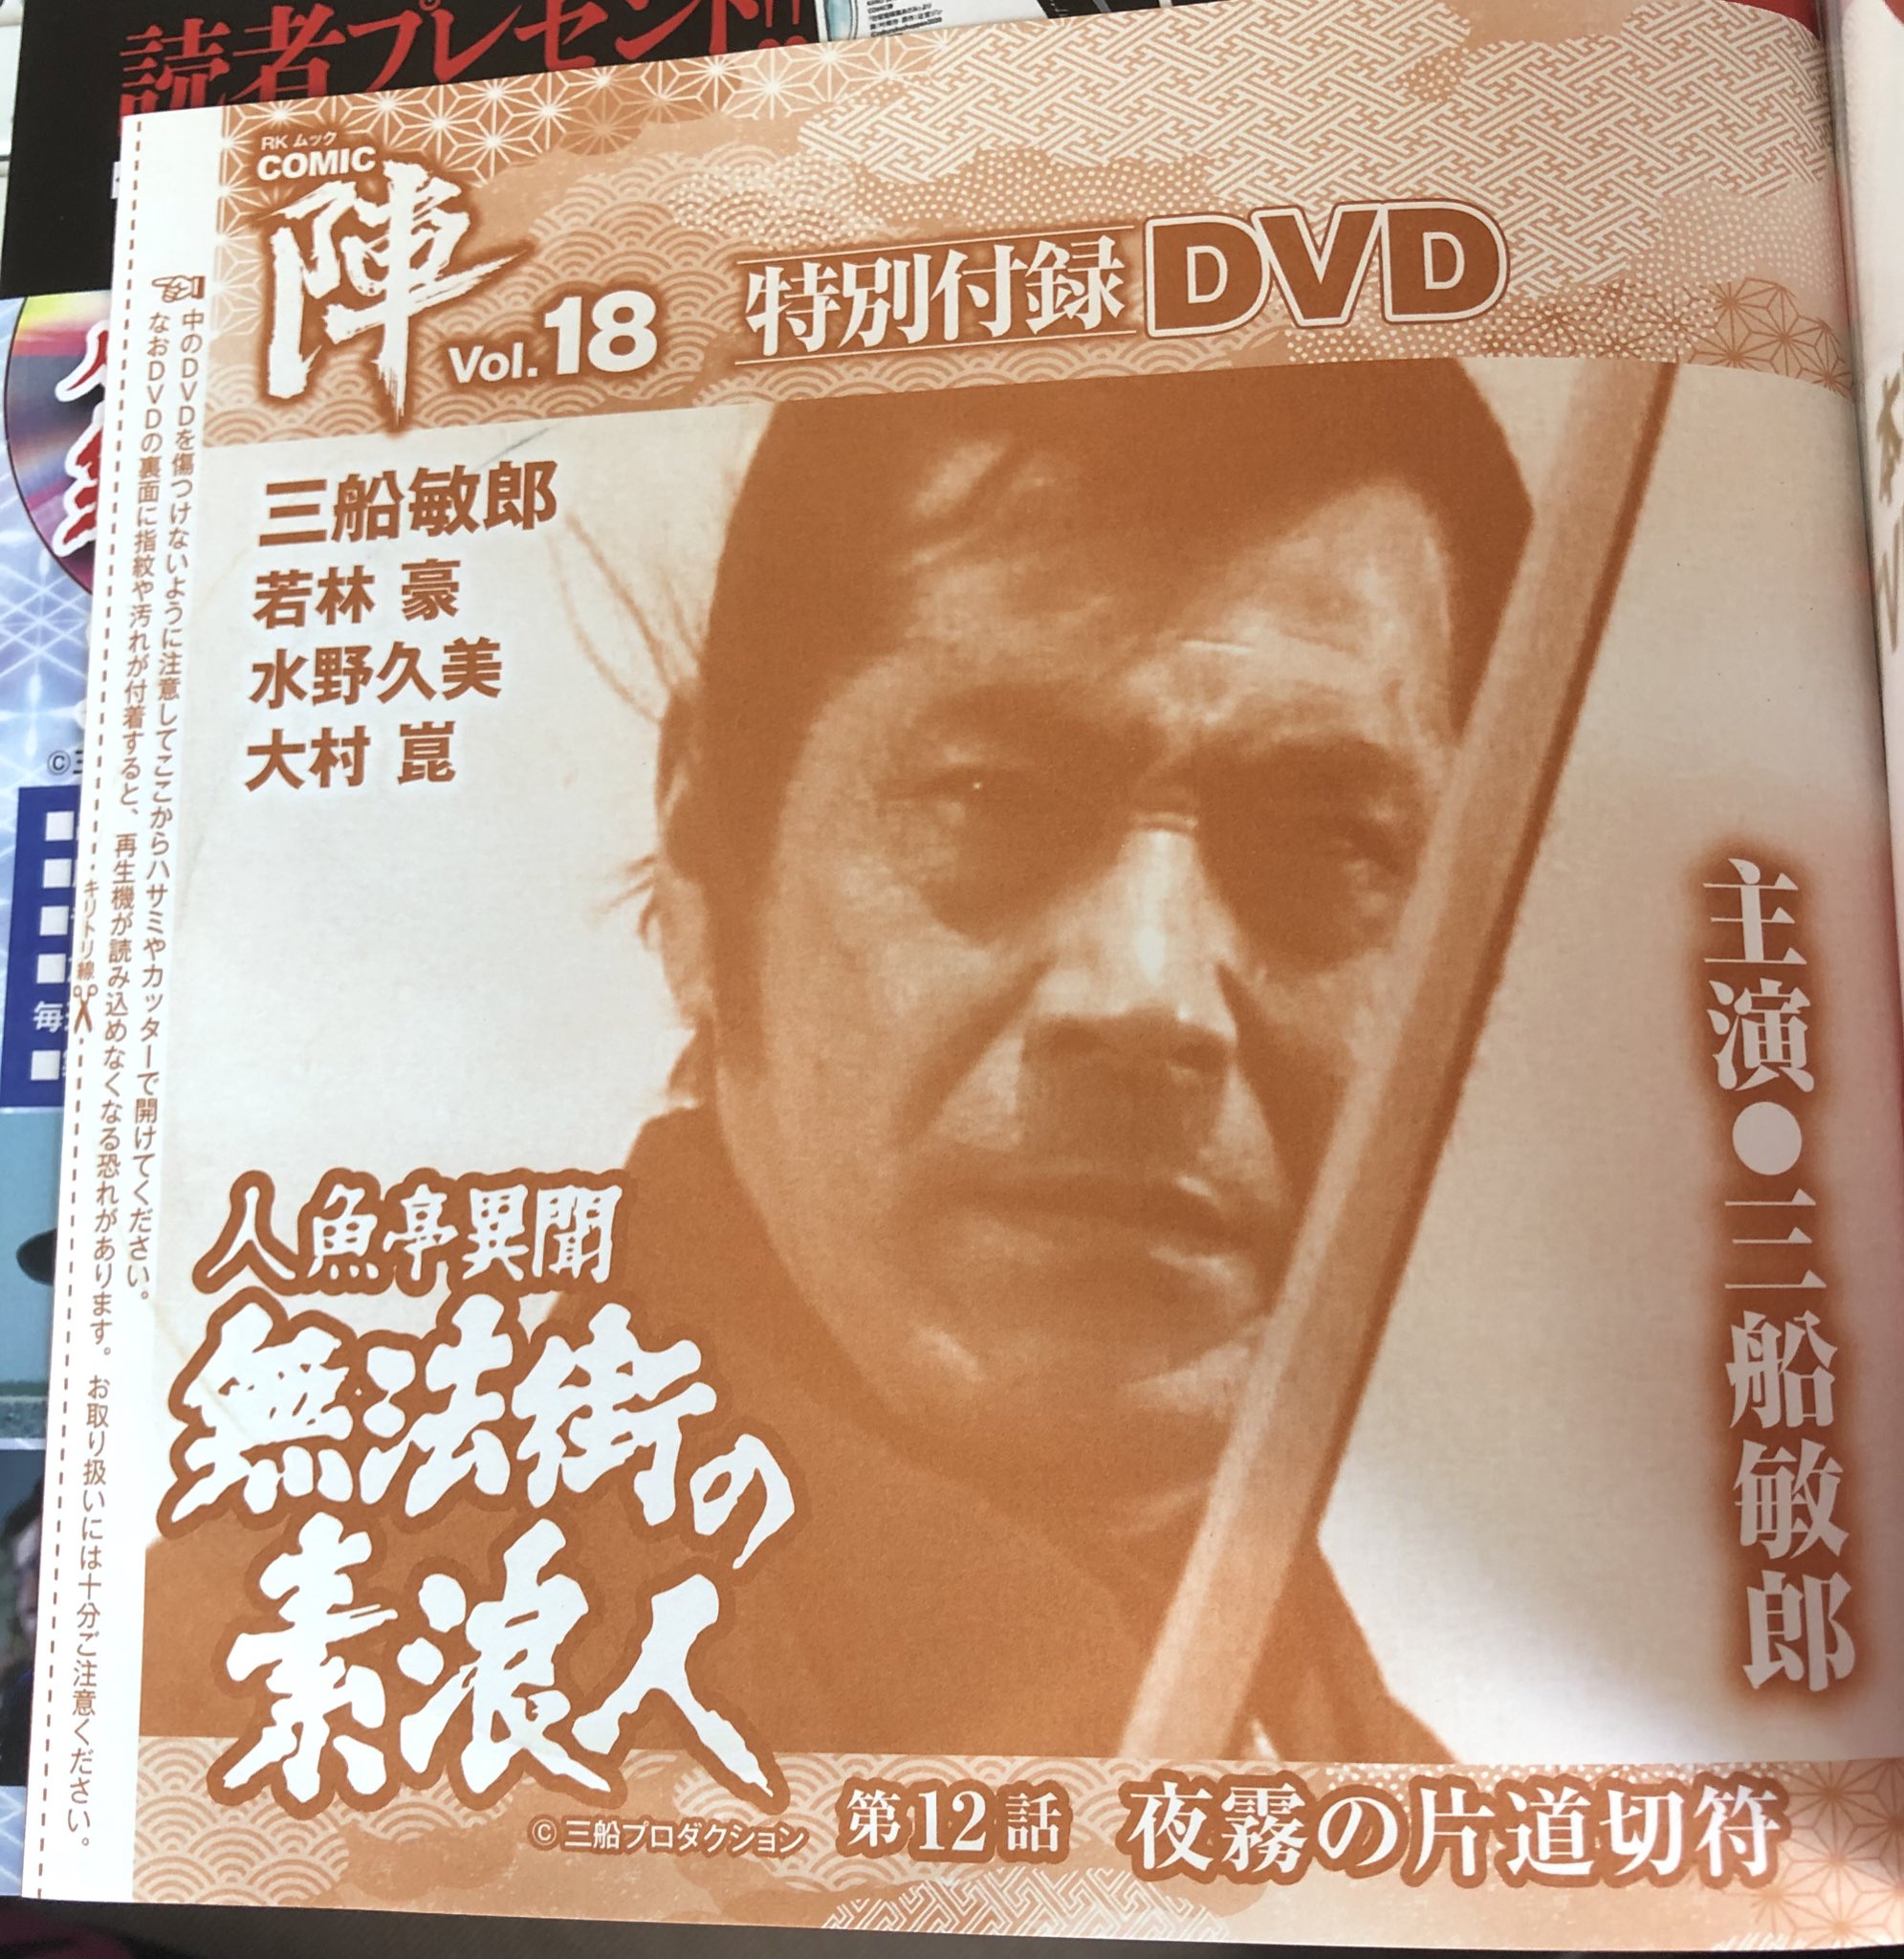 読者プレゼント!!
RK ムック
COMIC
陣
Vol.18
特別付録DVD
中のDVDを傷つけないように注意してここからハサミやカッターで開けてください。
なおDVDの裏面に指紋や汚れが付着すると、再生機が読み込めなくなる恐れがあります。お取り扱いには十分ご注意ください。
キリトリ線
三船敏郎
若林 豪
水野久美
大村 崑
主演●三船敏郎
人魚亭異聞
無法街の
素浪人
©三船プロダクション
第12話 夜霧の片道切符